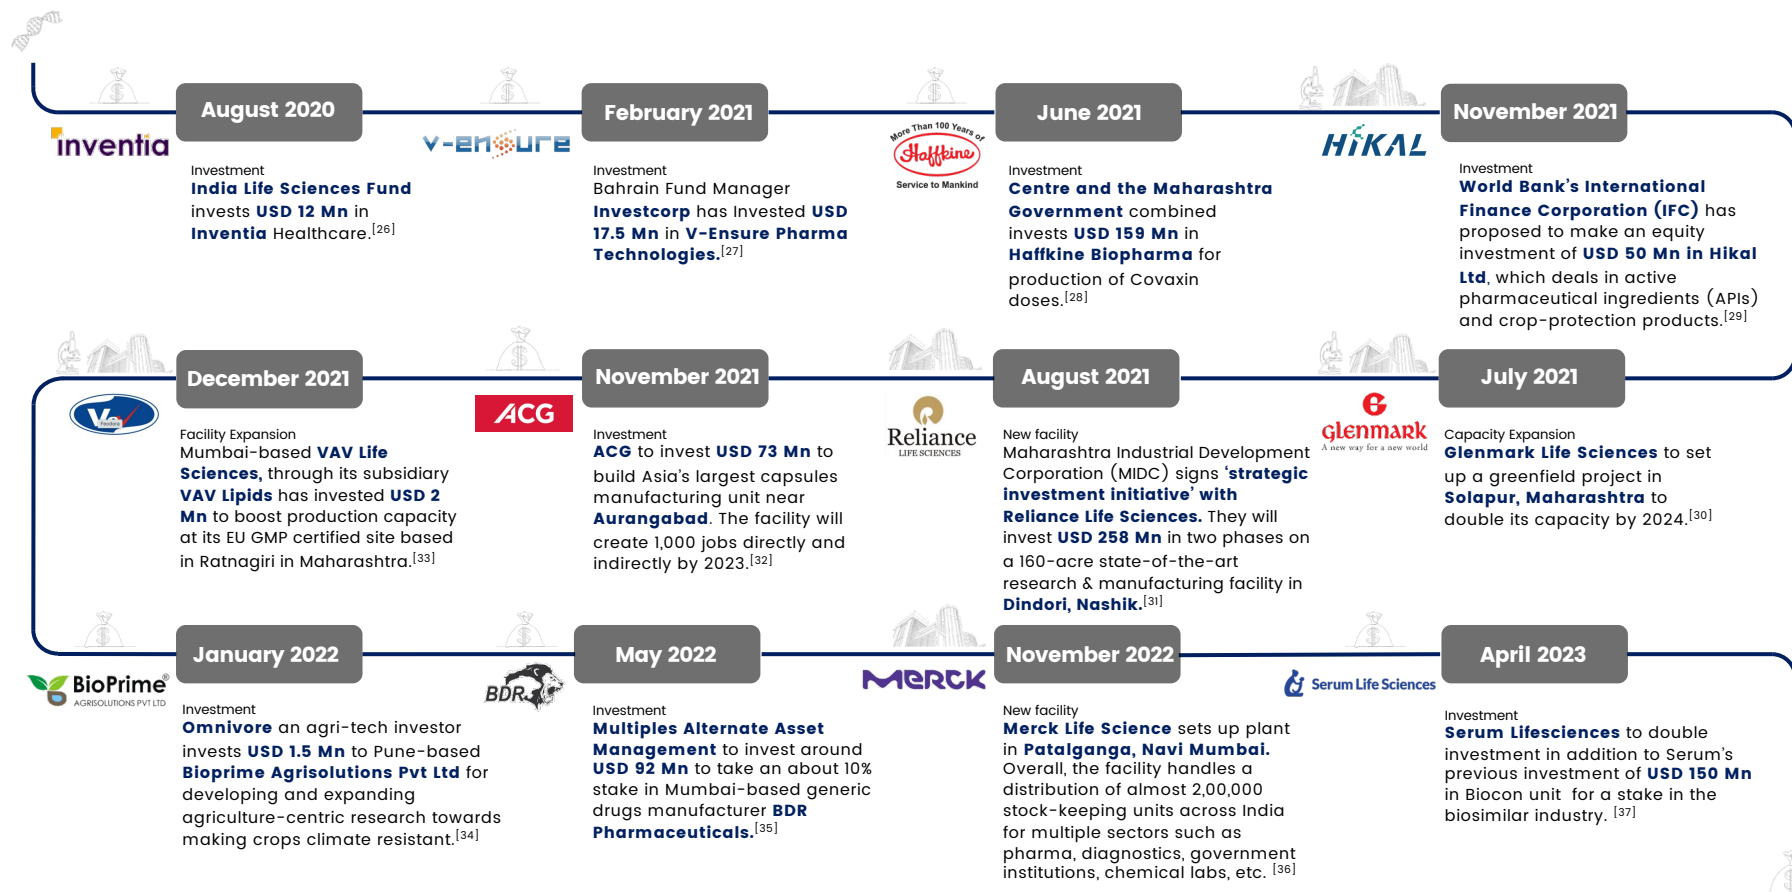 August 2020
inventia
Investment
India Life Sciences Fund
invests USD 12 Mn in
Inventia Healthcare.[26]
February 2021
v-ensure
Investment
Bahrain Fund Manager
Investcorp has Invested USD
17.5 Mn in V-Ensure Pharma
Technologies.[27]
June 2021
More Than 100 Years of
Haffkine
Service to Mankind
Investment
Centre and the Maharashtra
Government combined
invests USD 159 Mn in
Haffkine Biopharma for
production of Covaxin
doses.[28]
November 2021
HiKAL
Investment
World Bank's International
Finance Corporation (IFC) has
proposed to make an equity
investment of USD 50 Mn in Hikal
Ltd, which deals in active
pharmaceutical ingredients (APIs)
and crop-protection products.[29]
December 2021
Facility Expansion
Mumbai-based VAV Life
Sciences, through its subsidiary
VAV Lipids has invested USD 2
Mn to boost production capacity
at its EU GMP certified site based
in Ratnagiri in Maharashtra.[33]
November 2021
ACG
Investment
ACG to invest USD 73 Mn to
build Asia's largest capsules
manufacturing unit near
Aurangabad. The facility will
create 1,000 jobs directly and
indirectly by 2023.[32]
August 2021
Reliance
LIFE SCIENCES
New facility
Maharashtra Industrial Development
Corporation (MIDC) signs ‘strategic
investment initiative’ with
Reliance Life Sciences. They will
invest USD 258 Mn in two phases on
a 160-acre state-of-the-art
research & manufacturing facility in
Dindori, Nashik.[31]
July 2021
glenmark
A new way for a new world
Capacity Expansion
Glenmark Life Sciences to set
up a greenfield project in
Solapur, Maharashtra to
double its capacity by 2024.[30]
January 2022
BioPrime®
AGRISOLUTIONS PVT LTD
Investment
Omnivore an agri-tech investor
invests USD 1.5 Mn to Pune-based
Bioprime Agrisolutions Pvt Ltd for
developing and expanding
agriculture-centric research towards
making crops climate resistant.[34]
May 2022
BDR
Investment
Multiples Alternate Asset
Management to invest around
USD 92 Mn to take an about 10%
stake in Mumbai-based generic
drugs manufacturer BDR
Pharmaceuticals.[35]
November 2022
MERCK
New facility
Merck Life Science sets up plant
in Patalganga, Navi Mumbai.
Overall, the facility handles a
distribution of almost 2,00,000
stock-keeping units across India
for multiple sectors such as
pharma, diagnostics, government
institutions, chemical labs, etc. [36]
April 2023
Serum Life Sciences
Investment
Serum Lifesciences to double
investment in addition to Serum's
previous investment of USD 150 Mn
in Biocon unit for a stake in the
biosimilar industry. [37]